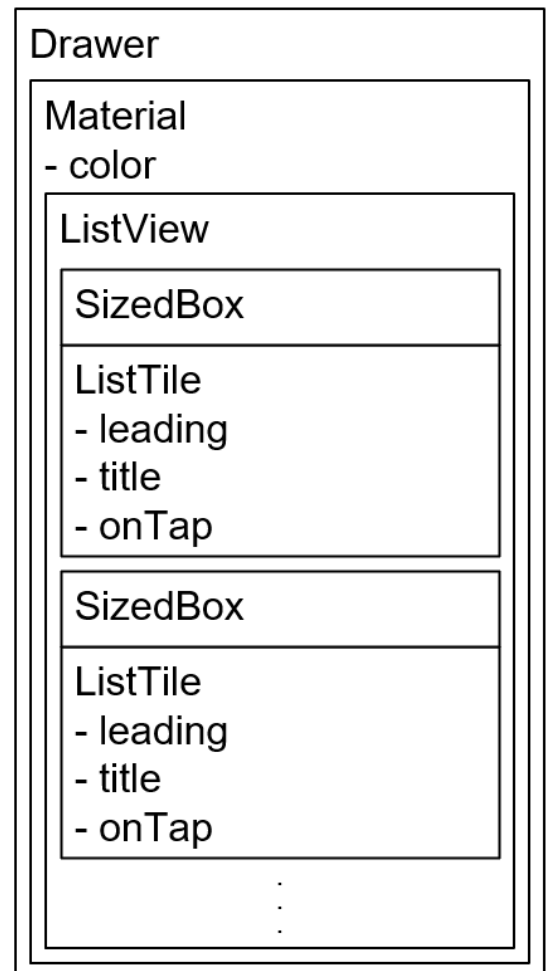 Drawer
Material
- color
ListView
SizedBox
ListTile
- leading
- title
- onTap
SizedBox
ListTile
- leading
- title
- onTap
.
.
.